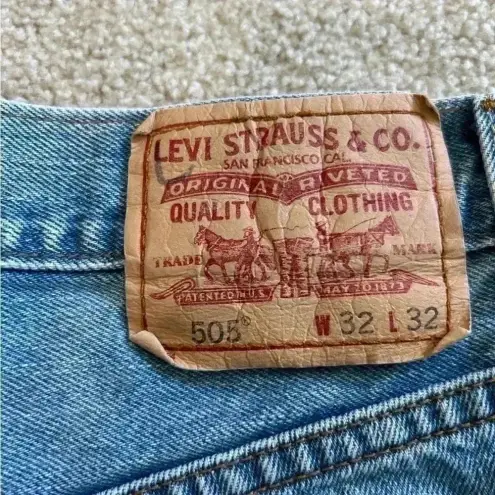 LEVI STRAUSS & CO.
SAN FRANCISCO, CAL.
ORIGINAL RIVETED
QUALITY CLOTHING
TRADE MARK
PATENTED IN U.S. MAY 20 1873
505® W 32 L 32